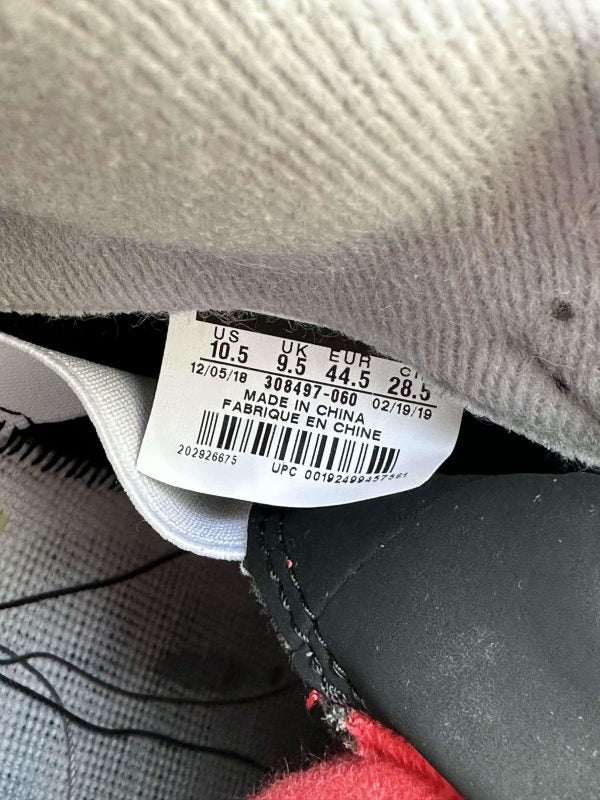 US UK EUR
10.5 9.5 44.5 28.5
12/05/18 308497-060 02/19/19
MADE IN CHINA
FABRIQUE EN CHINE
202926675 UPC 00192499457561